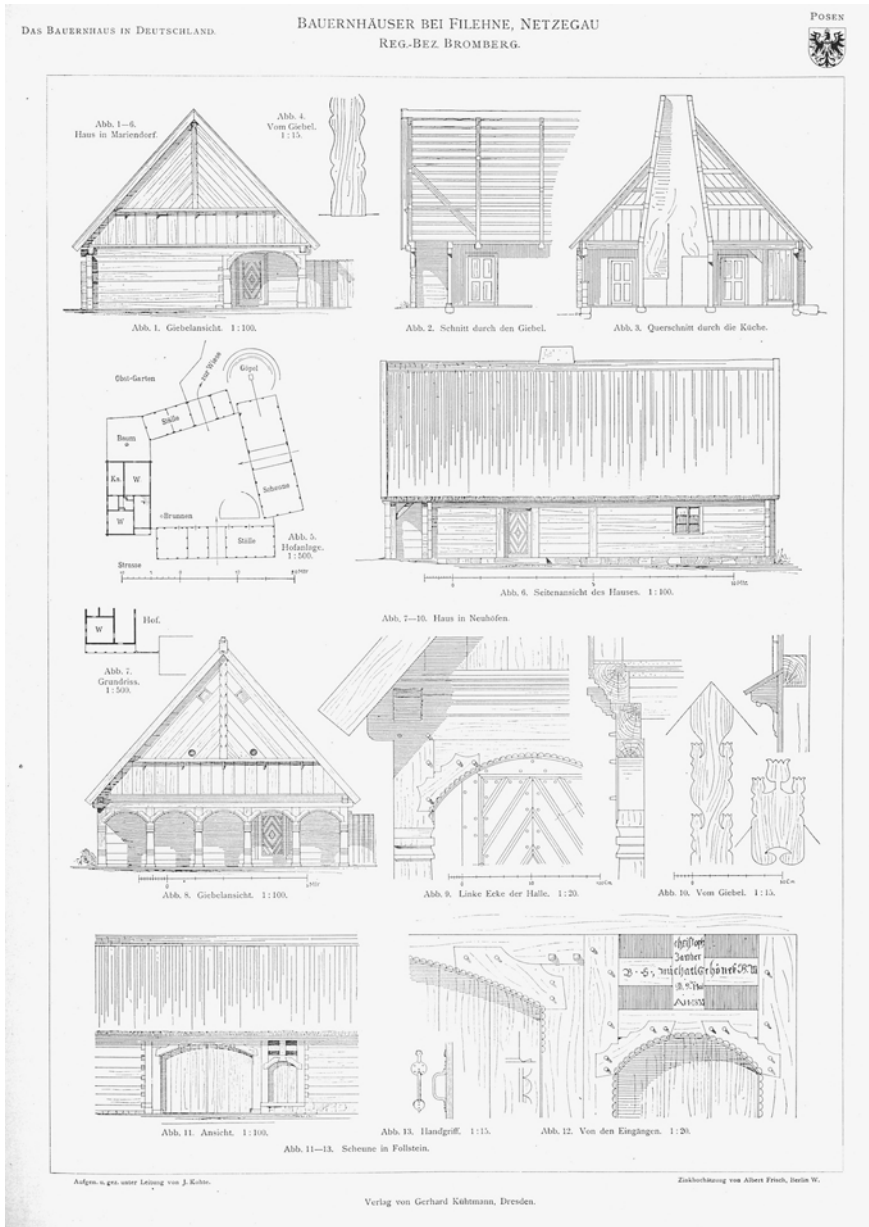 DAS BAUERNHAUS IN DEUTSCHLAND.
BAUERNHÄUSER BEI FILEHNE, NETZEGAU
REG.-BEZ. BROMBERG.
POSEN
Abb. 1—6.
Haus in Mariendorf.
Abb. 4.
Vom Giebel.
1 : 15.
Abb. 1. Giebelansicht. 1 : 100.
Abb. 2. Schnitt durch den Giebel.
Abb. 3. Querschnitt durch die Küche.
Obst-Garten
zur Wiese
Göpel
Ställe
Baum
Ka.
W.
W
Scheune
Brunnen
Ställe
Strasse
Abb. 5.
Hofanlage.
1 : 500.
Abb. 6. Seitenansicht des Hauses. 1 : 100.
Abb. 7—10. Haus in Neuhöfen.
W
Hof.
Abb. 7.
Grundriss.
1 : 500.
Abb. 8. Giebelansicht. 1 : 100.
Abb. 9. Linke Ecke der Halle. 1 : 20.
Abb. 10. Vom Giebel. 1 : 15.
christoph
Abb. 11. Ansicht. 1 : 100.
Abb. 13. Handgriff. 1 : 15.
Abb. 12. Von den Eingängen. 1 : 20.
Abb. 11—13. Scheune in Follstein.
Aufgen. u. gez. unter Leitung von J. Kohte.
Zinkhochätzung von Albert Frisch, Berlin W.
Verlag von Gerhard Kühtmann, Dresden.